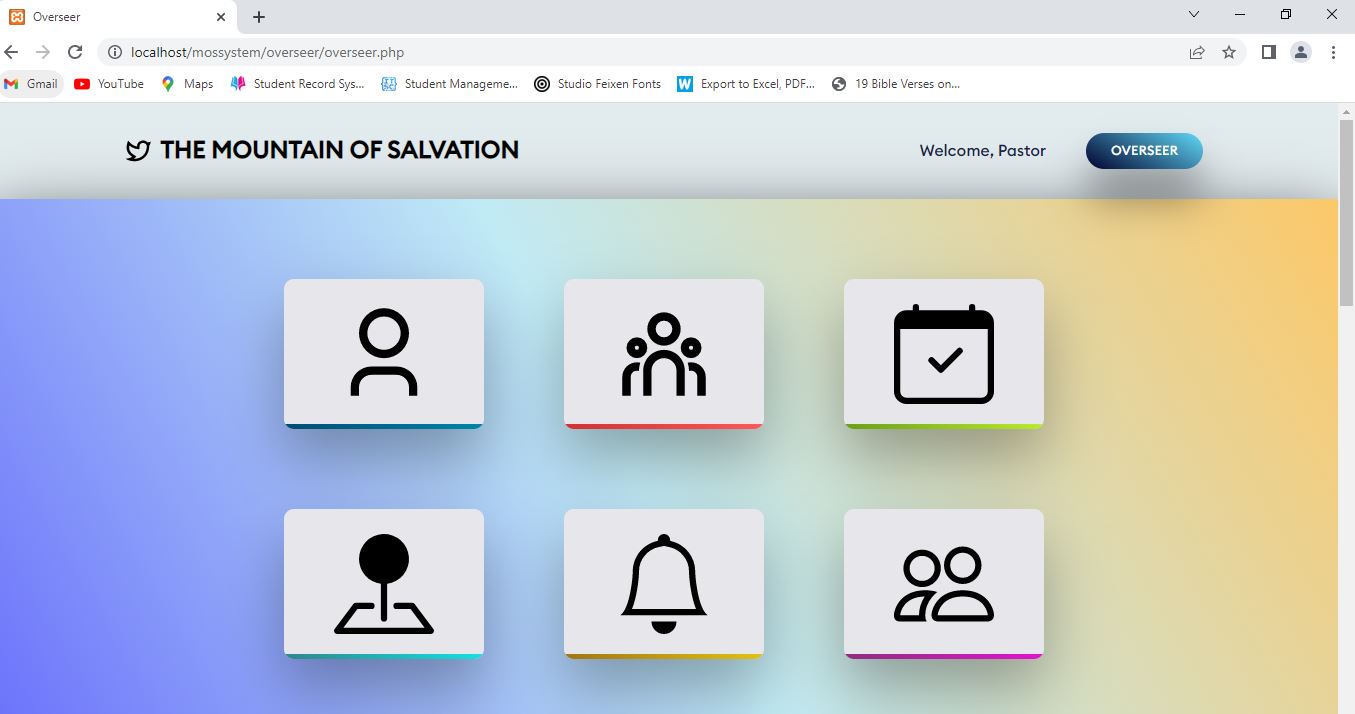 Overseer
localhost/mossystem/overseer/overseer.php
Gmail YouTube Maps Student Record Sys... Student Manageme... Studio Feixen Fonts Export to Excel, PDF... 19 Bible Verses on...
THE MOUNTAIN OF SALVATION Welcome, Pastor OVERSEER